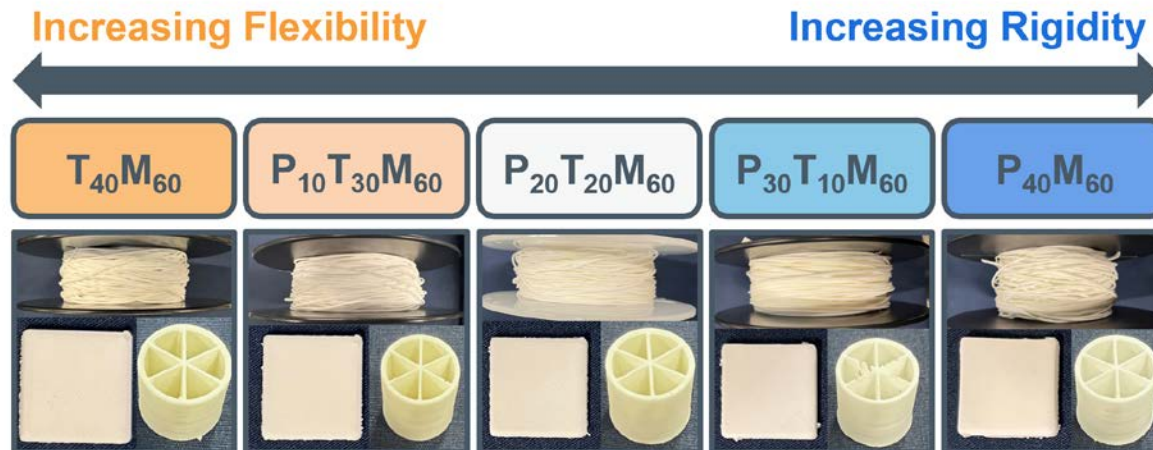 Increasing Flexibility Increasing Rigidity
T₄₀M₆₀ P₁₀T₃₀M₆₀ P₂₀T₂₀M₆₀ P₃₀T₁₀M₆₀ P₄₀M₆₀